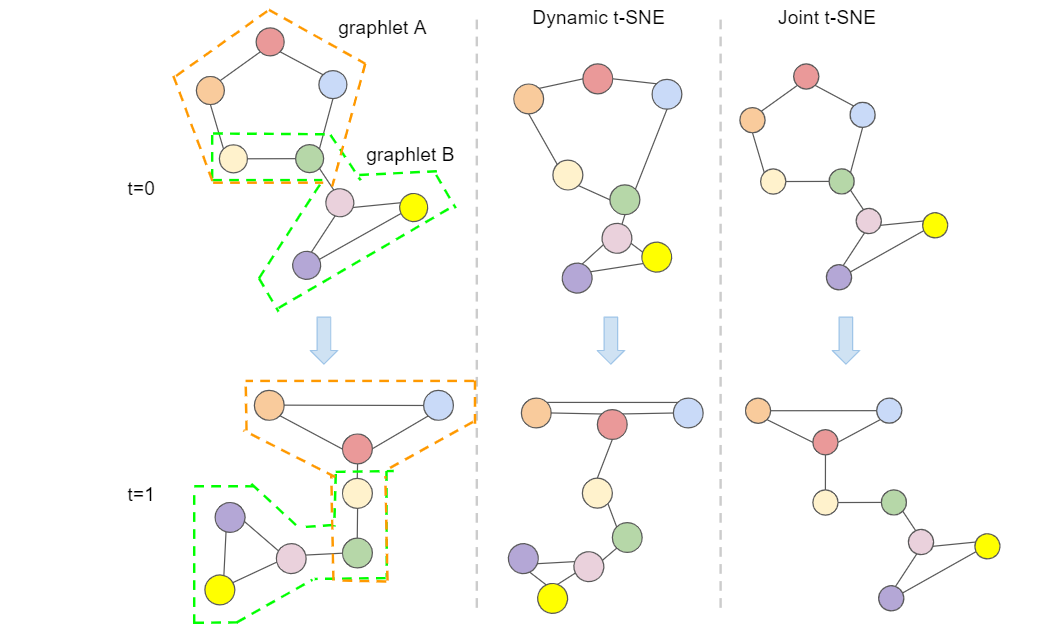 graphlet A
Dynamic t-SNE
Joint t-SNE
graphlet B
t=0
t=1